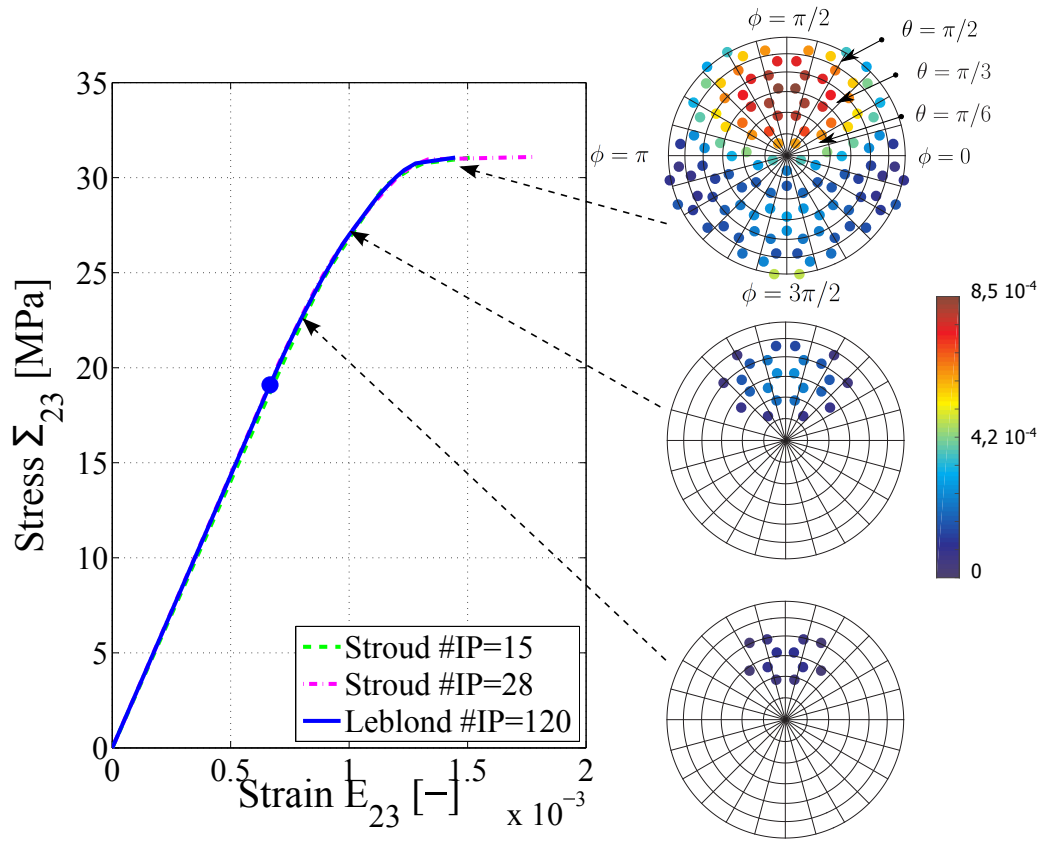 35
30
25
20
15
10
5
0
Stress Σ_23 [MPa]
0
0.5
1
1.5
2
Strain E_23 [−]
x 10^−3
Stroud #IP=15
Stroud #IP=28
Leblond #IP=120
ϕ = π/2
θ = π/2
θ = π/3
θ = π/6
ϕ = π
ϕ = 0
ϕ = 3π/2
8,5 10^-4
4,2 10^-4
0